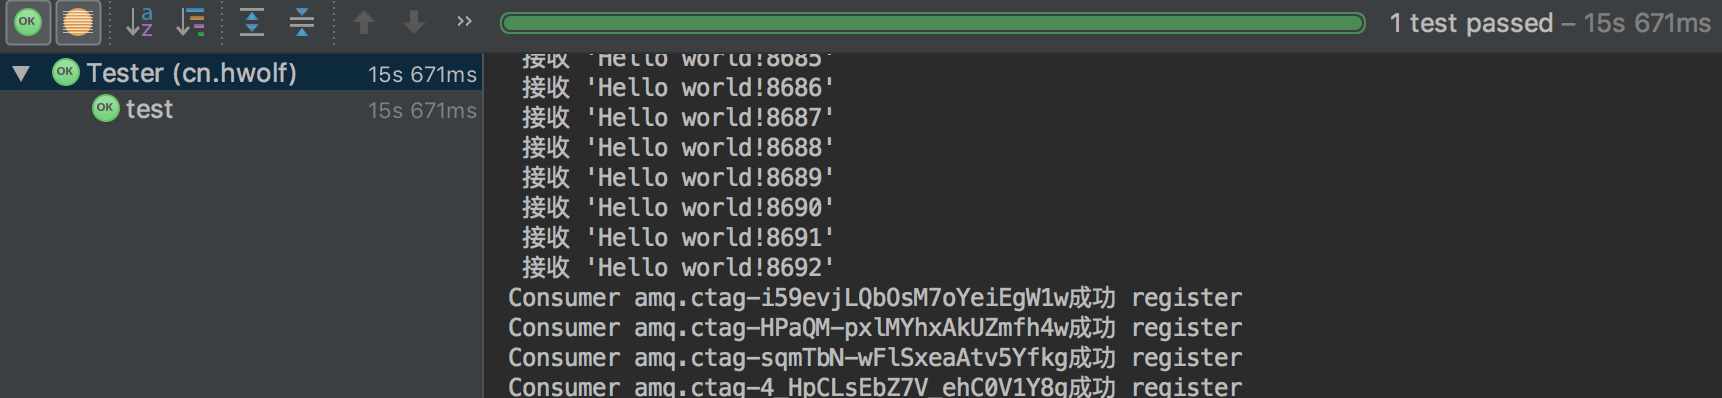 OK
a
z
1 test passed – 15s 671ms
OK Tester (cn.hwolf) 15s 671ms
OK test 15s 671ms
接收 'Hello world!8685'
接收 'Hello world!8686'
接收 'Hello world!8687'
接收 'Hello world!8688'
接收 'Hello world!8689'
接收 'Hello world!8690'
接收 'Hello world!8691'
接收 'Hello world!8692'
Consumer amq.ctag-i59evjLQbOsM7oYeiEgW1w成功 register
Consumer amq.ctag-HPaQM-pxlMYhxAkUZmfh4w成功 register
Consumer amq.ctag-sqmTbN-wFlSxeaAtv5Yfkg成功 register
Consumer amq.ctag-4_HpCLsEbZ7V_ehC0V1Y8g成功 register